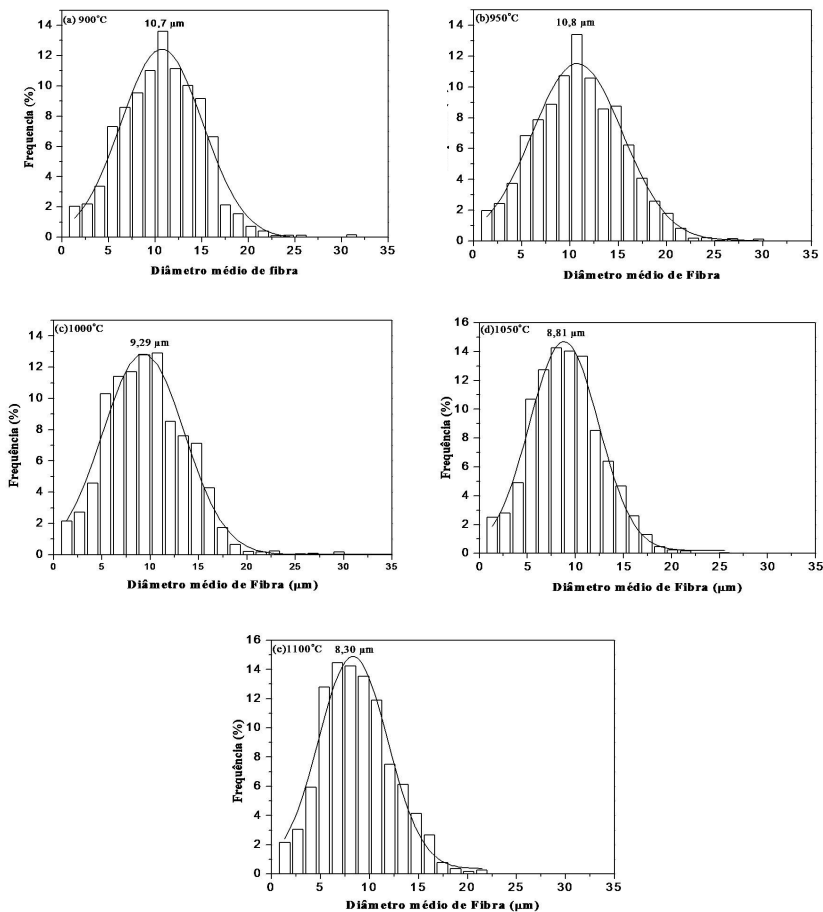 (a) 900°C
10,7 µm
Frequencia (%)
14
12
10
8
6
4
2
0
0 5 10 15 20 25 30 35
Diâmetro médio de fibra
(b)950°C
10,8 µm
14
12
10
8
6
4
2
0
0 5 10 15 20 25 30 35
Diâmetro médio de Fibra
(c)1000°C
9,29 µm
Frequência (%)
14
12
10
8
6
4
2
0
0 5 10 15 20 25 30 35
Diâmetro médio de Fibra (µm)
(d)1050°C
8,81 µm
Frequência (%)
16
14
12
10
8
6
4
2
0
0 5 10 15 20 25 30 35
Diâmetro médio de Fibra (µm)
(e)1100°C
8,30 µm
Frequência (%)
16
14
12
10
8
6
4
2
0
0 5 10 15 20 25 30 35
Diâmetro médio de Fibra (µm)